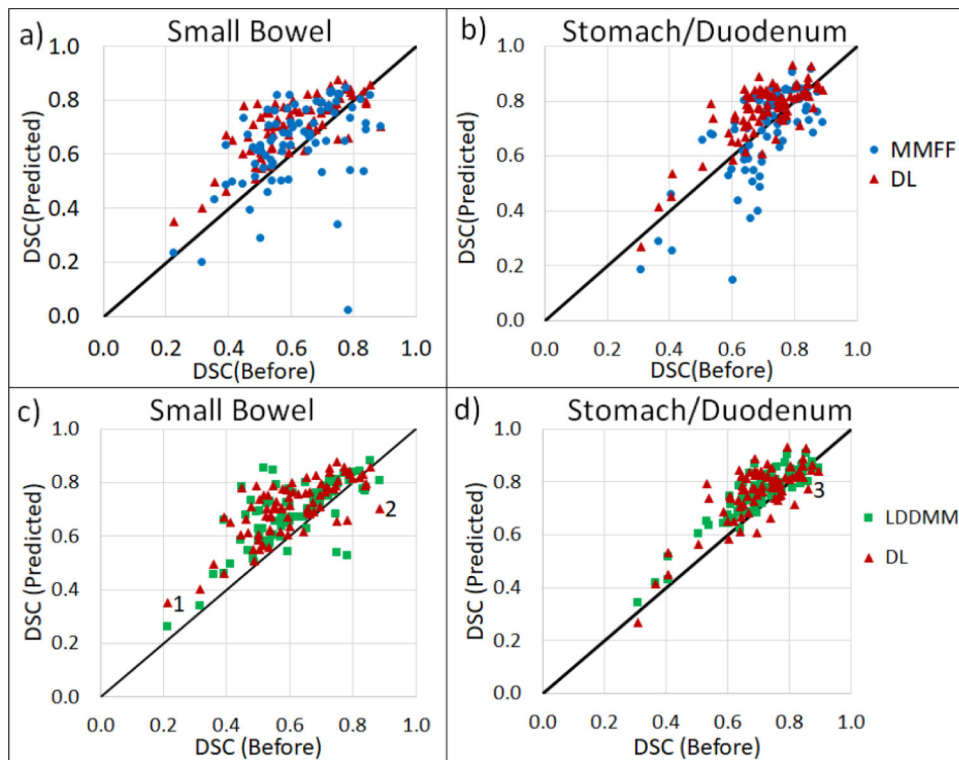 a) Small Bowel
1.0
0.8
0.6
0.4
0.2
0.0
DSC(Predicted)
0.0 0.2 0.4 0.6 0.8 1.0
DSC(Before)
b) Stomach/Duodenum
1.0
0.8
0.6
0.4
0.2
0.0
DSC(Predicted)
0.0 0.2 0.4 0.6 0.8 1.0
DSC(Before)
MMFF
DL
c) Small Bowel
1.0
0.8
0.6
0.4
0.2
0.0
DSC (Predicted)
1
2
0.0 0.2 0.4 0.6 0.8 1.0
DSC (Before)
d) Stomach/Duodenum
1.0
0.8
0.6
0.4
0.2
0.0
DSC (Predicted)
3
0.0 0.2 0.4 0.6 0.8 1.0
DSC (Before)
LDDMM
DL